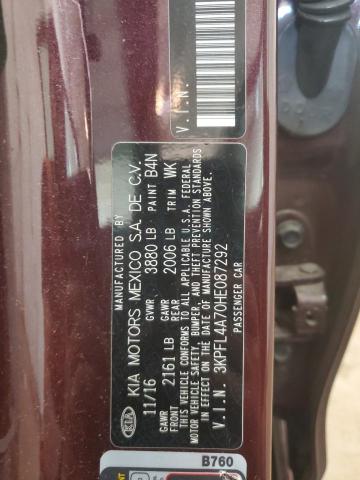 KIA
MANUFACTURED BY
KIA MOTORS MEXICO S.A. DE C.V.
11/16 GVWR 3880 LB PAINT B4N
GAWR FRONT 2161 LB GAWR REAR 2006 LB TRIM WK
THIS VEHICLE CONFORMS TO ALL APPLICABLE U.S.A. FEDERAL
MOTOR VEHICLE SAFETY, BUMPER, AND THEFT PREVENTION STANDARDS
IN EFFECT ON THE DATE OF MANUFACTURE SHOWN ABOVE.
V.I.N. 3KPFL4A70HE087292
PASSENGER CAR
V.I.N.
B760